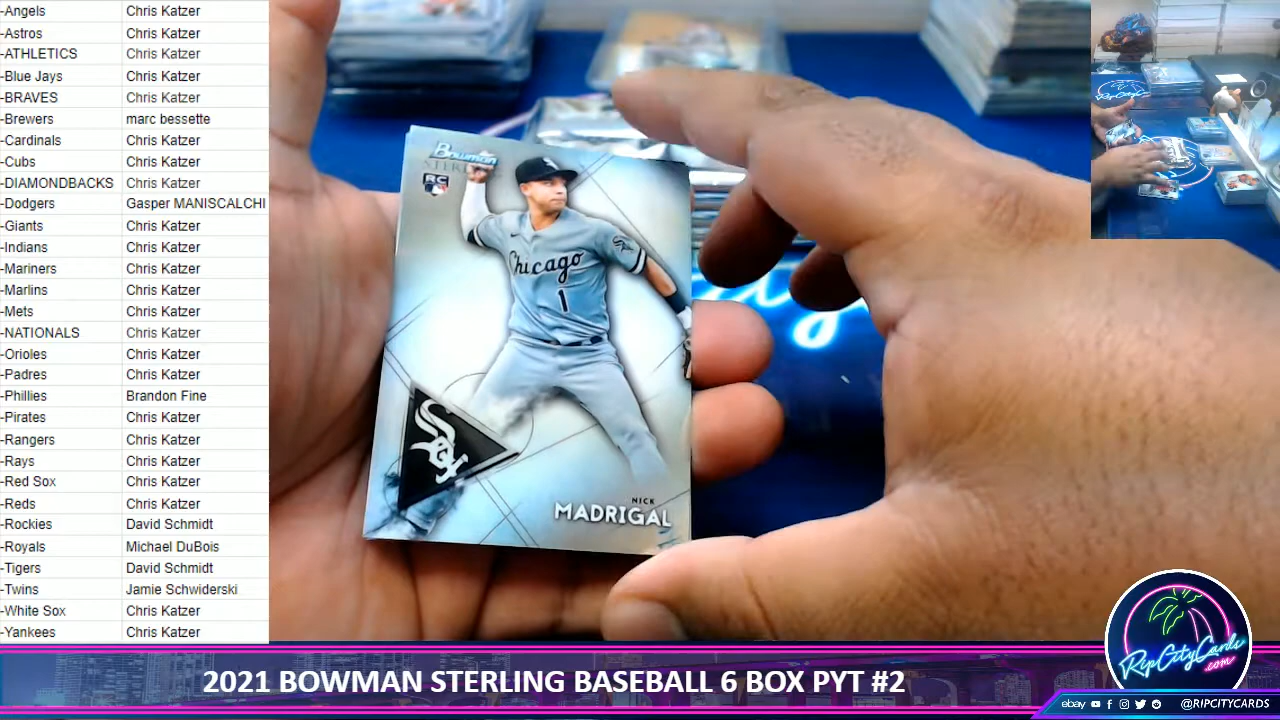 -Angels Chris Katzer
-Astros Chris Katzer
-ATHLETICS Chris Katzer
-Blue Jays Chris Katzer
-BRAVES Chris Katzer
-Brewers marc bessette
-Cardinals Chris Katzer
-Cubs Chris Katzer
-DIAMONDBACKS Chris Katzer
-Dodgers Gasper MANISCALCHI
-Giants Chris Katzer
-Indians Chris Katzer
-Mariners Chris Katzer
-Marlins Chris Katzer
-Mets Chris Katzer
-NATIONALS Chris Katzer
-Orioles Chris Katzer
-Padres Chris Katzer
-Phillies Brandon Fine
-Pirates Chris Katzer
-Rangers Chris Katzer
-Rays Chris Katzer
-Red Sox Chris Katzer
-Reds Chris Katzer
-Rockies David Schmidt
-Royals Michael DuBois
-Tigers David Schmidt
-Twins Jamie Schwiderski
-White Sox Chris Katzer
-Yankees Chris Katzer
Bowman
STERLING
RC
Chicago
1
SOX
NICK
MADRIGAL
RipCityCards
.com
2021 BOWMAN STERLING BASEBALL 6 BOX PYT #2
ebay @RIPCITYCARDS